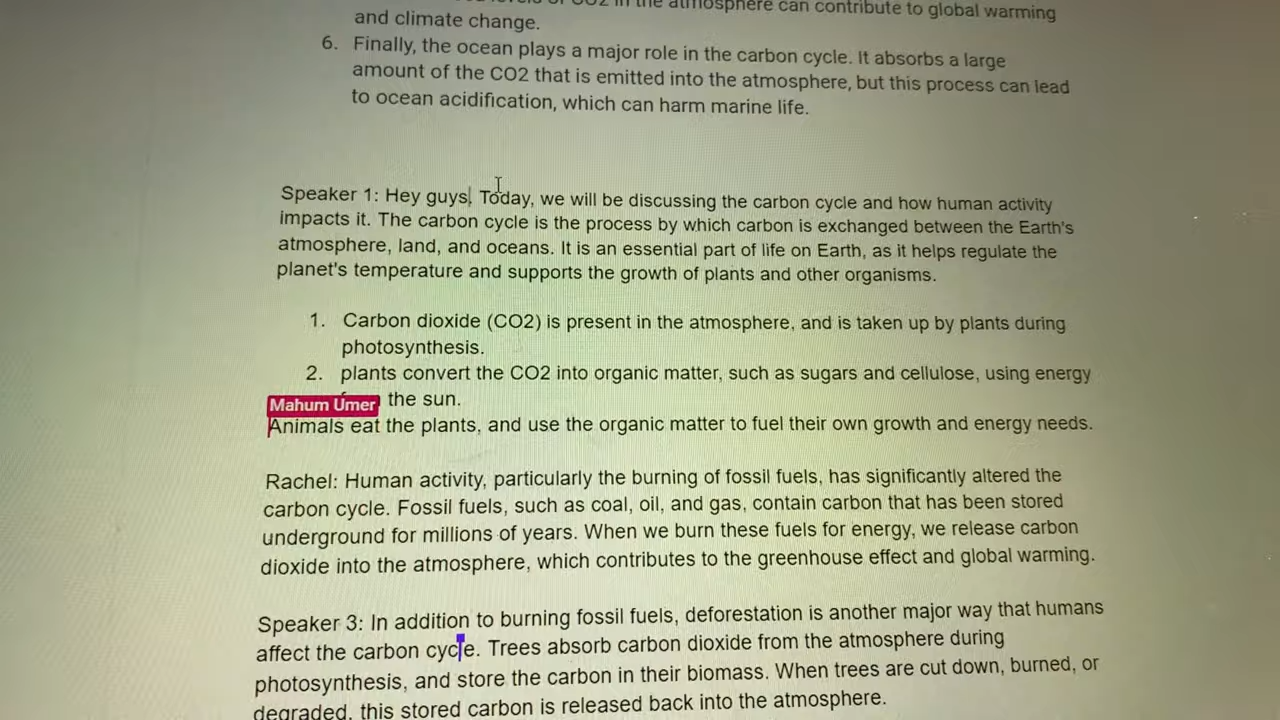 CO2 in the atmosphere can contribute to global warming
and climate change.
6. Finally, the ocean plays a major role in the carbon cycle. It absorbs a large
amount of the CO2 that is emitted into the atmosphere, but this process can lead
to ocean acidification, which can harm marine life.
Speaker 1: Hey guys. Today, we will be discussing the carbon cycle and how human activity
impacts it. The carbon cycle is the process by which carbon is exchanged between the Earth's
atmosphere, land, and oceans. It is an essential part of life on Earth, as it helps regulate the
planet's temperature and supports the growth of plants and other organisms.
1. Carbon dioxide (CO2) is present in the atmosphere, and is taken up by plants during
photosynthesis.
2. plants convert the CO2 into organic matter, such as sugars and cellulose, using energy
the sun.
Mahum Umer
Animals eat the plants, and use the organic matter to fuel their own growth and energy needs.
Rachel: Human activity, particularly the burning of fossil fuels, has significantly altered the
carbon cycle. Fossil fuels, such as coal, oil, and gas, contain carbon that has been stored
underground for millions of years. When we burn these fuels for energy, we release carbon
dioxide into the atmosphere, which contributes to the greenhouse effect and global warming.
Speaker 3: In addition to burning fossil fuels, deforestation is another major way that humans
affect the carbon cycle. Trees absorb carbon dioxide from the atmosphere during
photosynthesis, and store the carbon in their biomass. When trees are cut down, burned, or
degraded, this stored carbon is released back into the atmosphere.